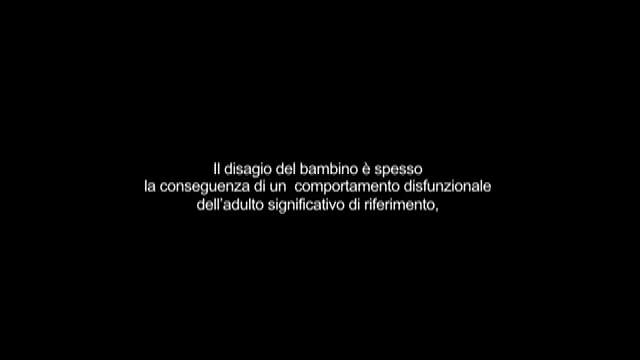 Il disagio del bambino è spesso
la conseguenza di un  comportamento disfunzionale
dell'adulto significativo di riferimento,